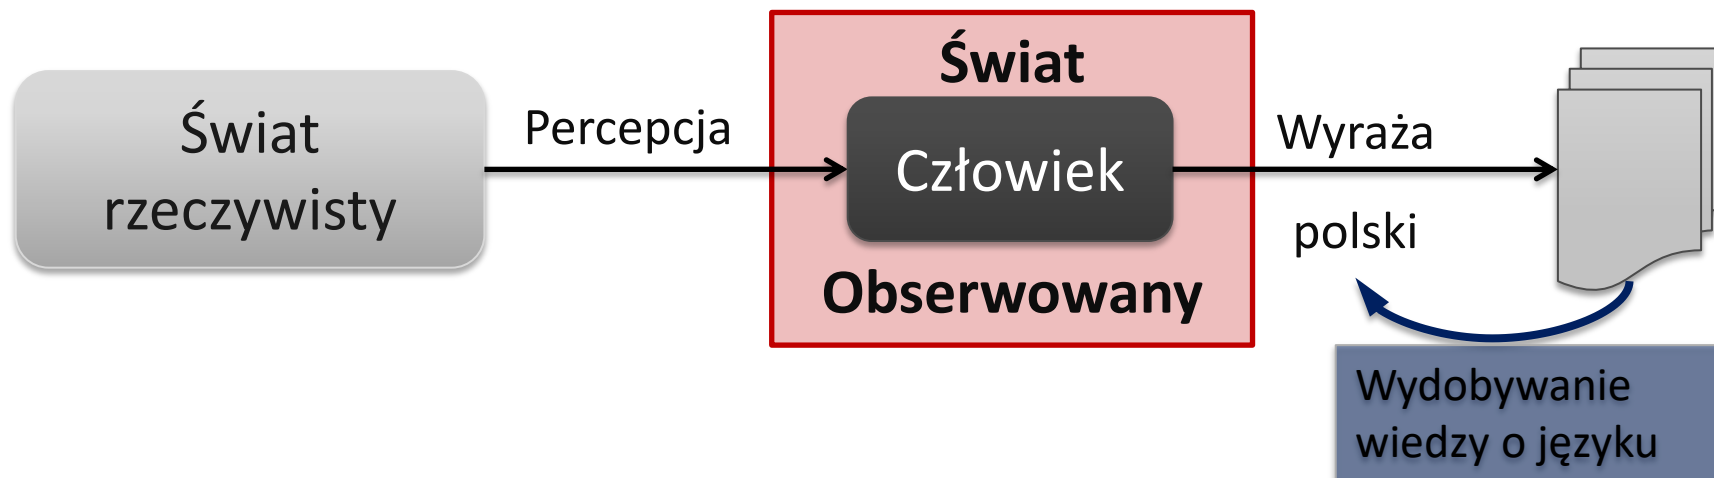 Świat
rzeczywisty
Percepcja
Świat
Człowiek
Obserwowany
Wyraża
polski
Wydobywanie
wiedzy o języku